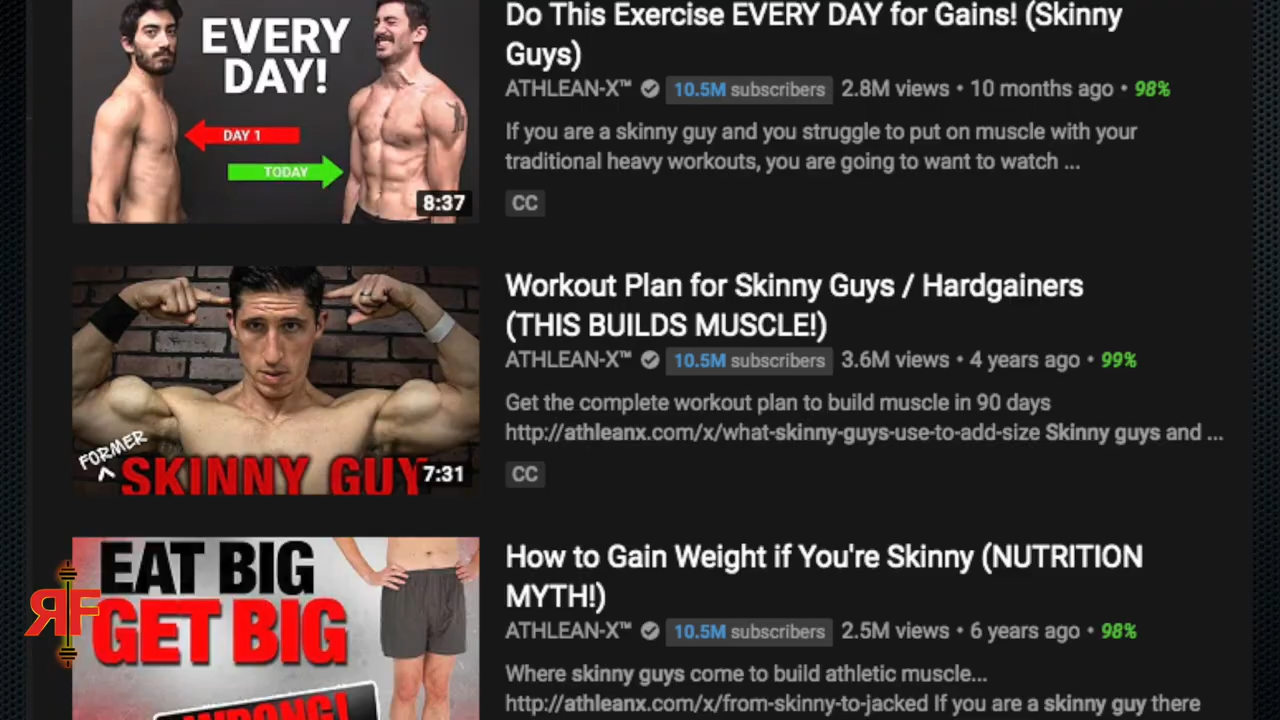 EVERY
DAY!
DAY 1
TODAY
8:37
Do This Exercise EVERY DAY for Gains! (Skinny
Guys)
ATHLEAN-X™ 10.5M subscribers 2.8M views • 10 months ago • 98%
If you are a skinny guy and you struggle to put on muscle with your
traditional heavy workouts, you are going to want to watch ...
CC
FORMER
^
SKINNY GUY
7:31
Workout Plan for Skinny Guys / Hardgainers
(THIS BUILDS MUSCLE!)
ATHLEAN-X™ 10.5M subscribers 3.6M views • 4 years ago • 99%
Get the complete workout plan to build muscle in 90 days
http://athleanx.com/x/what-skinny-guys-use-to-add-size Skinny guys and ...
CC
EAT BIG
GET BIG
WRONG!
RF
How to Gain Weight if You're Skinny (NUTRITION
MYTH!)
ATHLEAN-X™ 10.5M subscribers 2.5M views • 6 years ago • 98%
Where skinny guys come to build athletic muscle...
http://athleanx.com/x/from-skinny-to-jacked If you are a skinny guy there